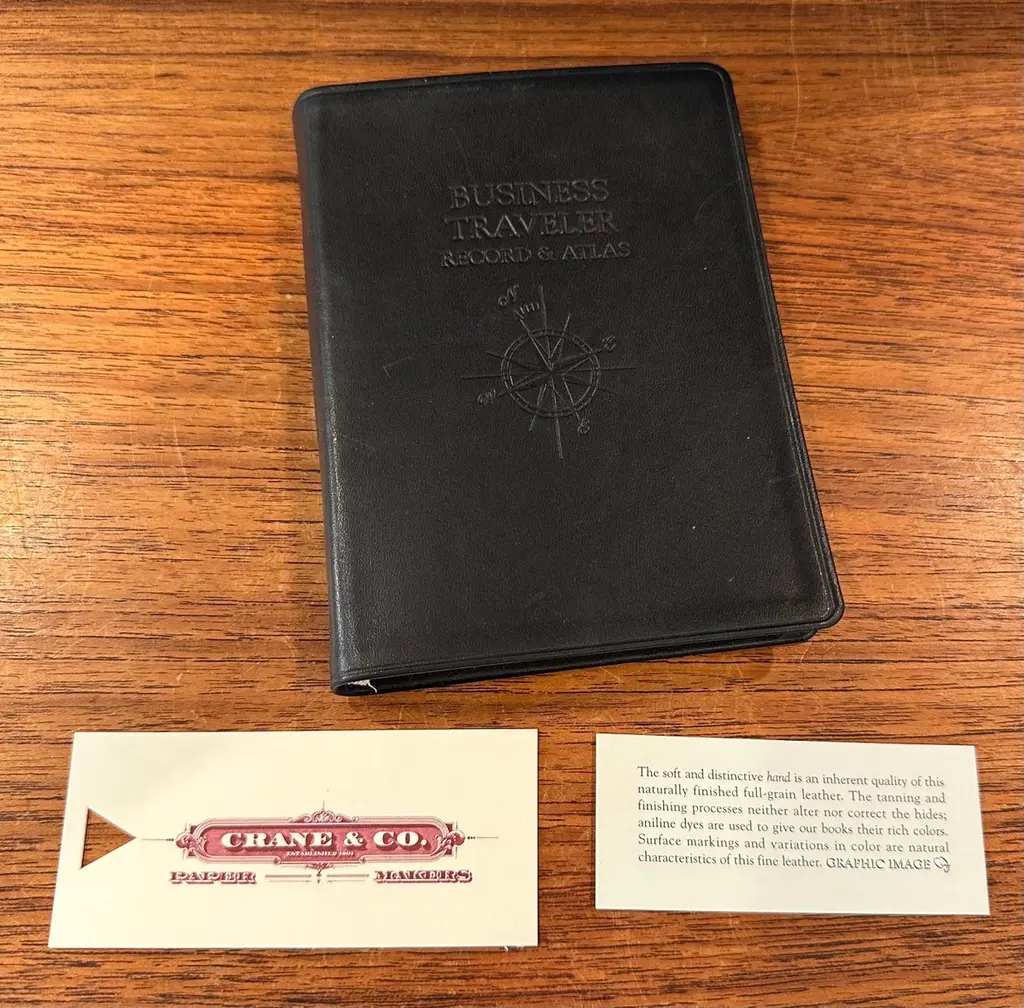 BUSINESS
TRAVELER
RECORD & ATLAS
N
E
W
S
CRANE & CO.
ESTABLISHED 1801
PAPER MAKERS
The soft and distinctive hand is an inherent quality of this
naturally finished full-grain leather. The tanning and
finishing processes neither alter nor correct the hides;
aniline dyes are used to give our books their rich colors.
Surface markings and variations in color are natural
characteristics of this fine leather. GRAPHIC IMAGE